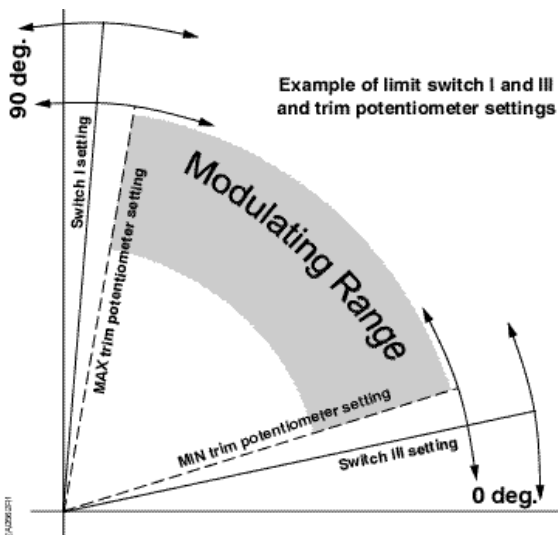 90 deg.
Example of limit switch I and III
and trim potentiometer settings
Switch I setting
MAX trim potentiometer setting
Modulating Range
MIN trim potentiometer setting
Switch III setting
0 deg.